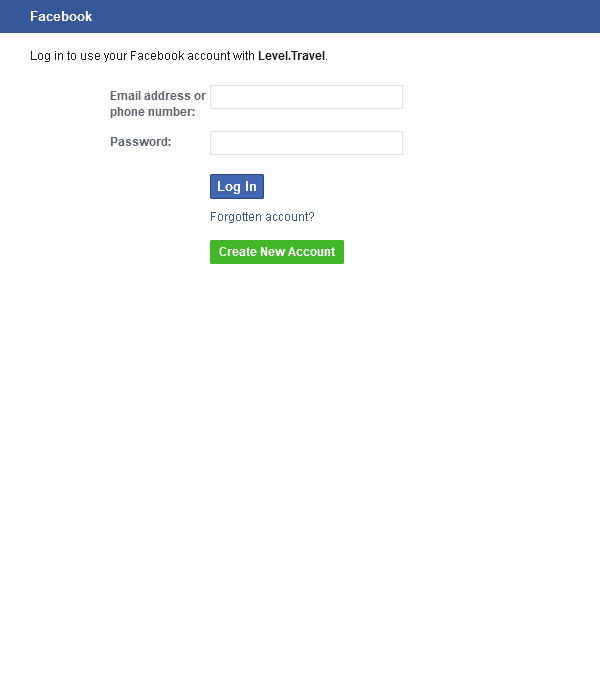 Facebook
Log in to use your Facebook account with Level.Travel.
Email address or
phone number:
Password:
Log In
Forgotten account?
Create New Account